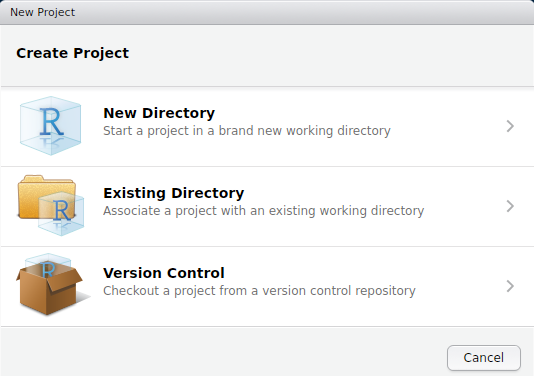 New Project
Create Project
R
New Directory
Start a project in a brand new working directory
R
Existing Directory
Associate a project with an existing working directory
R
Version Control
Checkout a project from a version control repository
Cancel